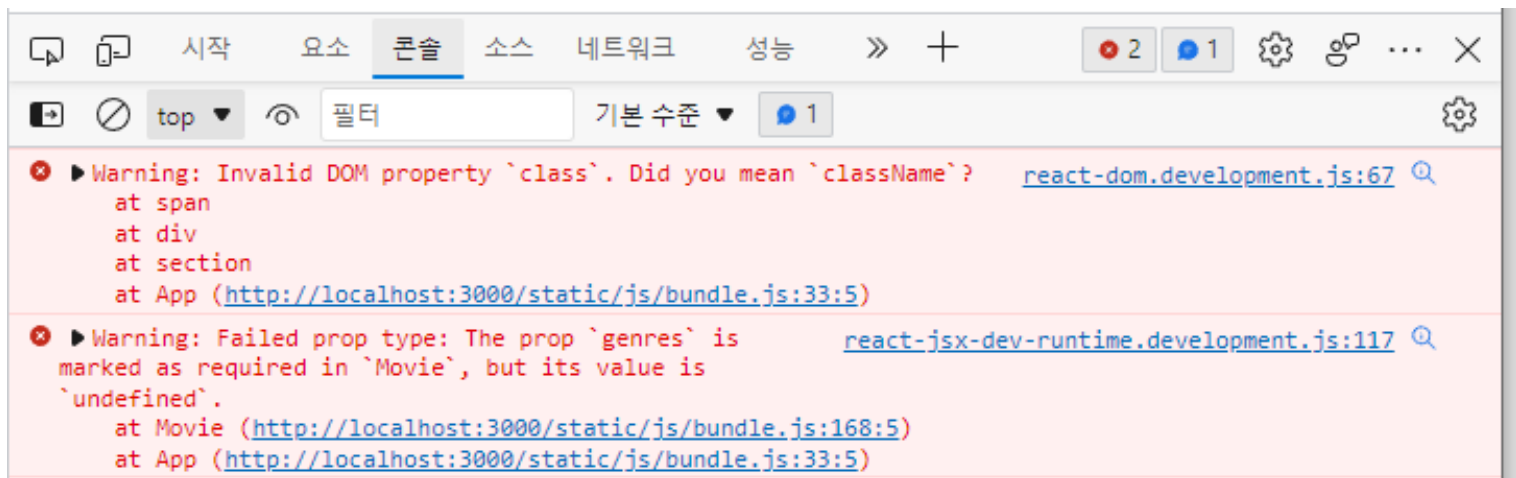 시작 요소 콘솔 소스 네트워크 성능 2 1
top 필터 기본 수준 1
Warning: Invalid DOM property `class`. Did you mean `className`? react-dom.development.js:67
at span
at div
at section
at App (http://localhost:3000/static/js/bundle.js:33:5)
Warning: Failed prop type: The prop `genres` is react-jsx-dev-runtime.development.js:117
marked as required in `Movie`, but its value is
`undefined`.
at Movie (http://localhost:3000/static/js/bundle.js:168:5)
at App (http://localhost:3000/static/js/bundle.js:33:5)